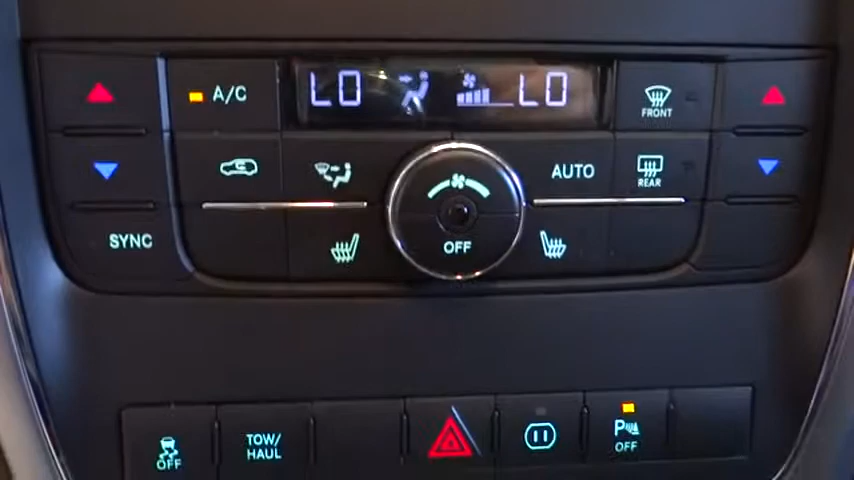 A/C
LO
LO
FRONT
AUTO
REAR
SYNC
OFF
OFF
TOW/
HAUL
P
OFF